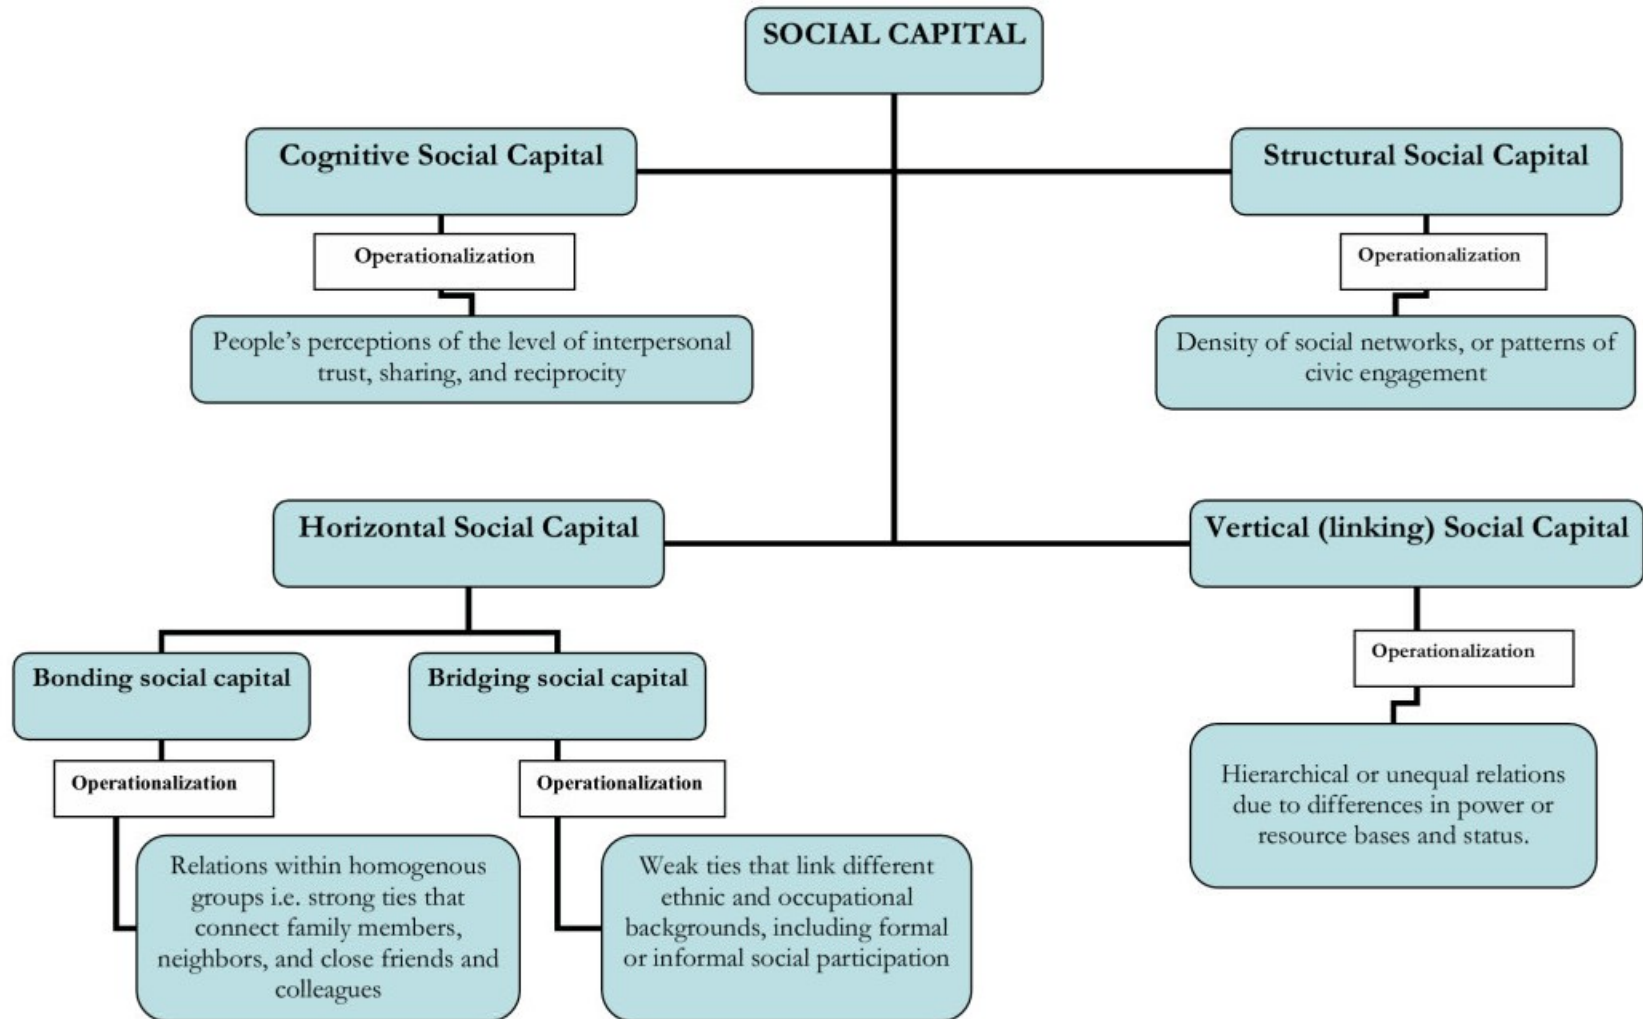 SOCIAL CAPITAL
Cognitive Social Capital
Structural Social Capital
Operationalization
Operationalization
People’s perceptions of the level of interpersonal
trust, sharing, and reciprocity
Density of social networks, or patterns of
civic engagement
Horizontal Social Capital
Vertical (linking) Social Capital
Bonding social capital
Bridging social capital
Operationalization
Operationalization
Operationalization
Relations within homogenous
groups i.e. strong ties that
connect family members,
neighbors, and close friends and
colleagues
Weak ties that link different
ethnic and occupational
backgrounds, including formal
or informal social participation
Hierarchical or unequal relations
due to differences in power or
resource bases and status.